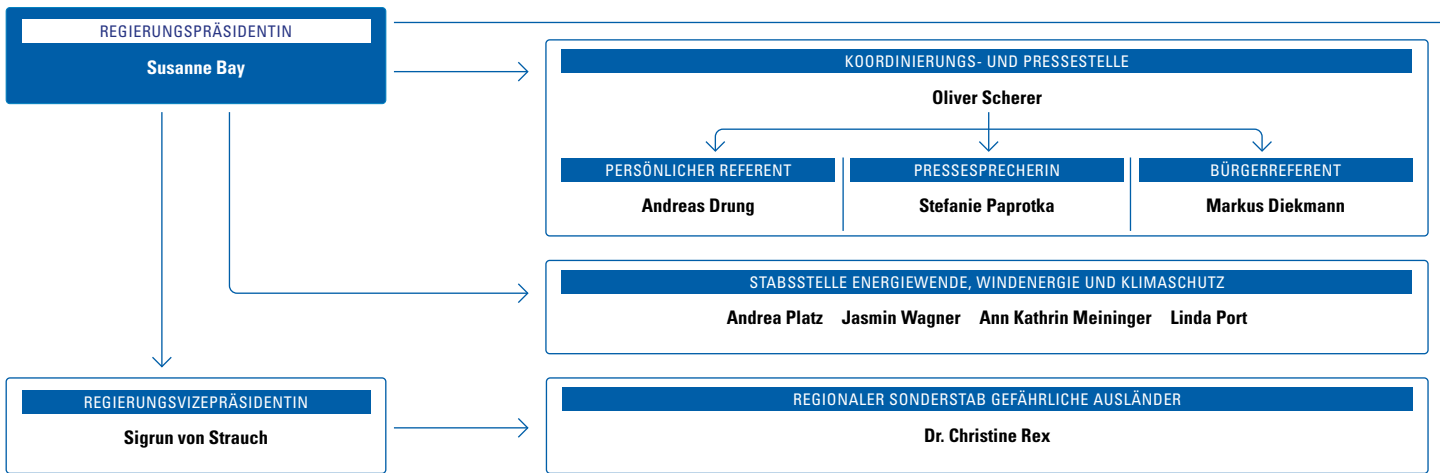 REGIERUNGSPRÄSIDENTIN
Susanne Bay
KOORDINIERUNGS- UND PRESSESTELLE
Oliver Scherer
PERSÖNLICHER REFERENT
Andreas Drung
PRESSESPRECHERIN
Stefanie Paprotka
BÜRGERREFERENT
Markus Diekmann
STABSSTELLE ENERGIEWENDE, WINDENERGIE UND KLIMASCHUTZ
Andrea Platz Jasmin Wagner Ann Kathrin Meininger Linda Port
REGIERUNGSVIZEPRÄSIDENTIN
Sigrun von Strauch
REGIONALER SONDERSTAB GEFÄHRLICHE AUSLÄNDER
Dr. Christine Rex